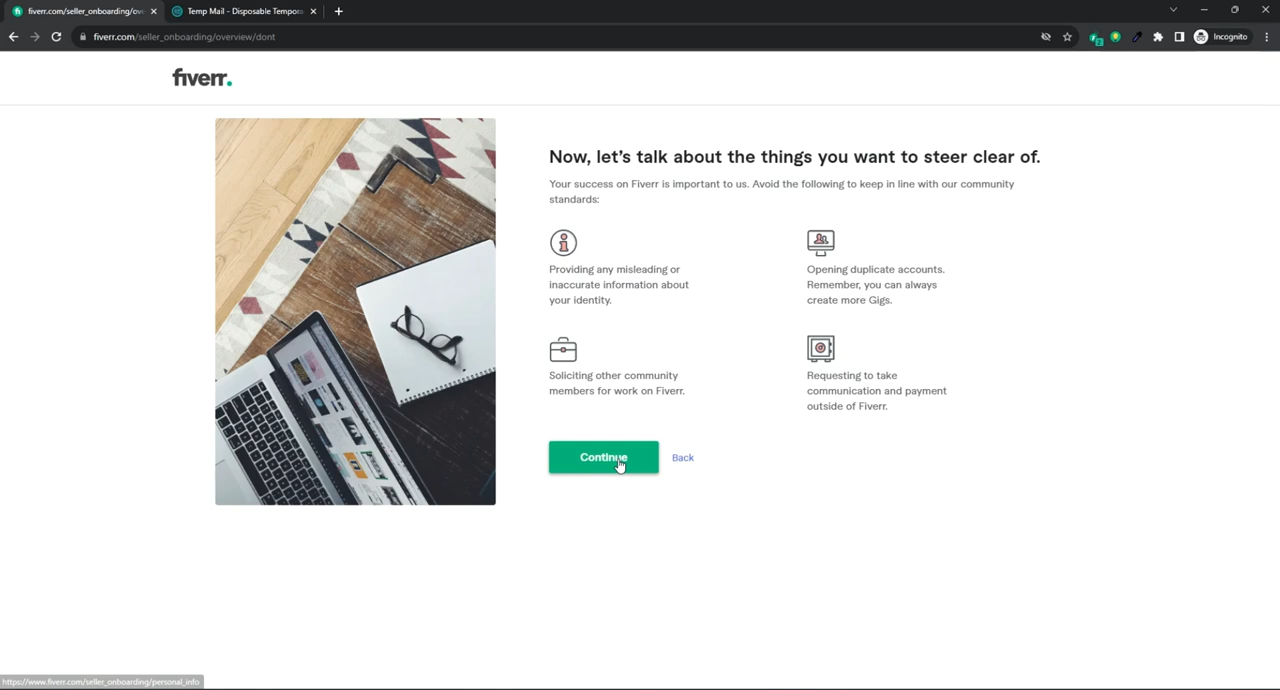 fiverr.com/seller_onboarding/ove
Temp Mail - Disposable Tempora
fiverr.com/seller_onboarding/overview/dont
2
Incognito
fiverr.
Now, let's talk about the things you want to steer clear of.
Your success on Fiverr is important to us. Avoid the following to keep in line with our community
standards:
Providing any misleading or
inaccurate information about
your identity.
Opening duplicate accounts.
Remember, you can always
create more Gigs.
Soliciting other community
members for work on Fiverr.
Requesting to take
communication and payment
outside of Fiverr.
Continue
Back
https://www.fiverr.com/seller_onboarding/personal_info